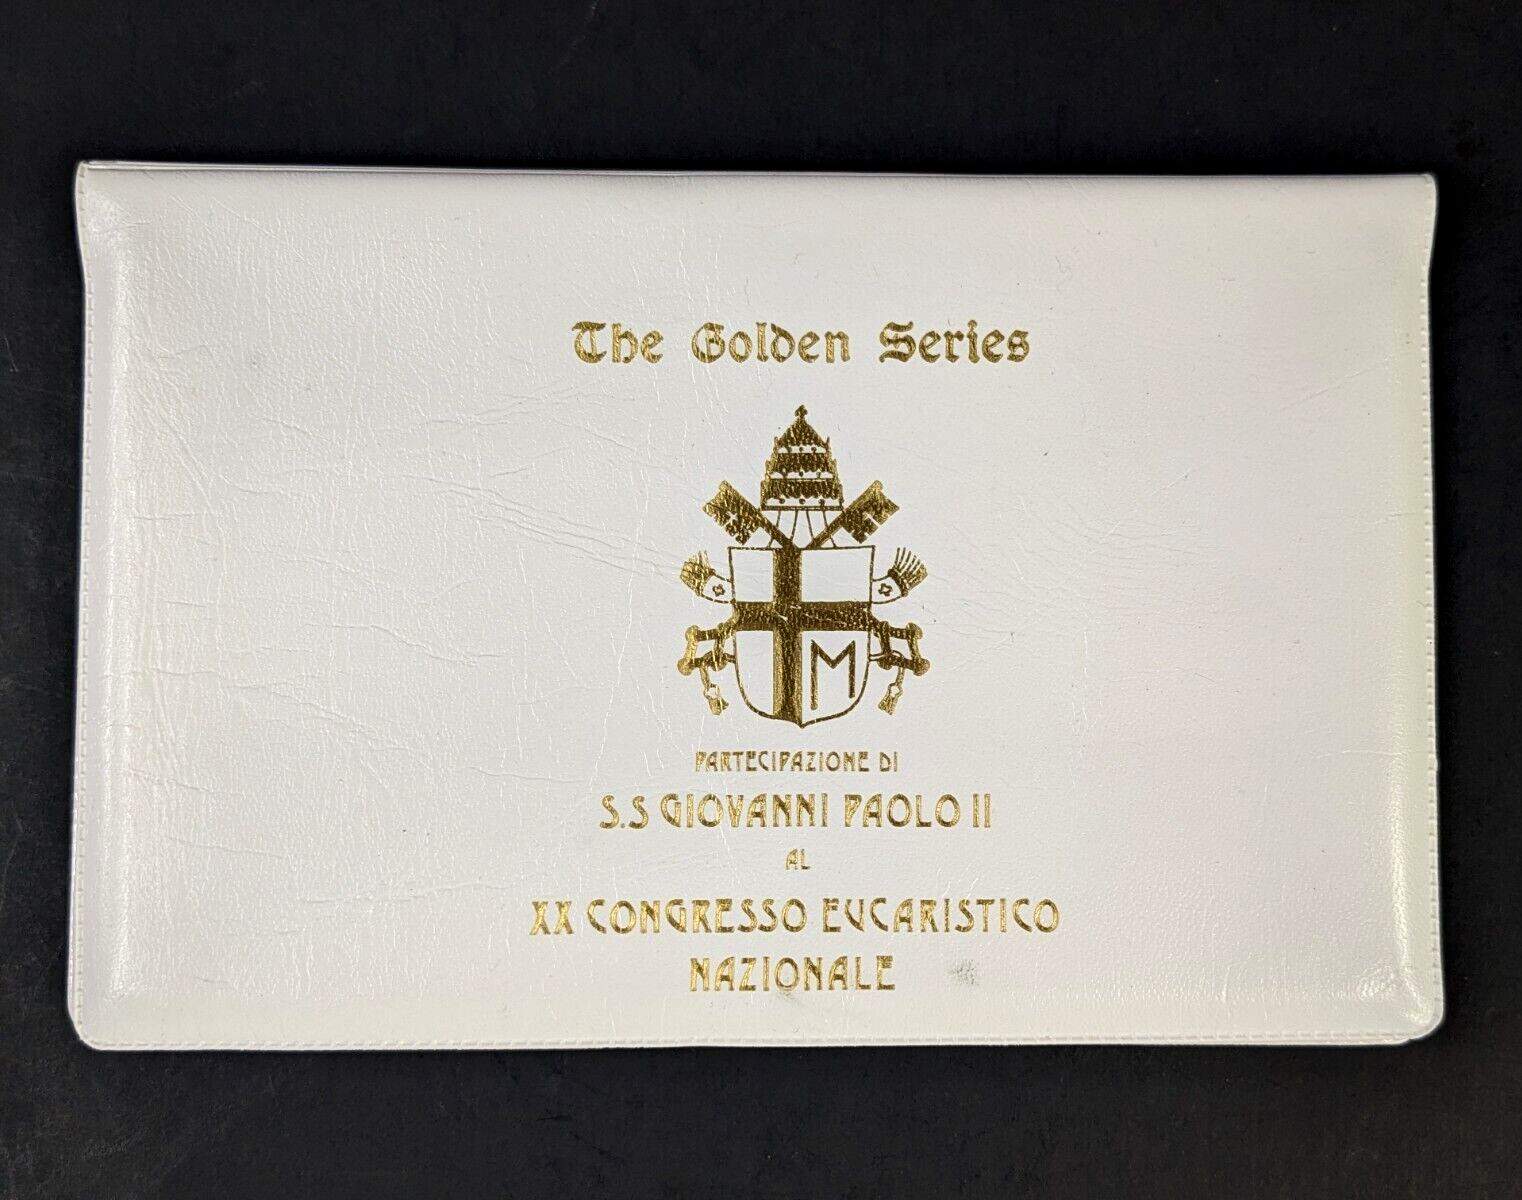 The Golden Series
M
PARTECIPAZIONE DI
S.S GIOVANNI PAOLO II
AL
XX CONGRESSO EUCARISTICO
NAZIONALE